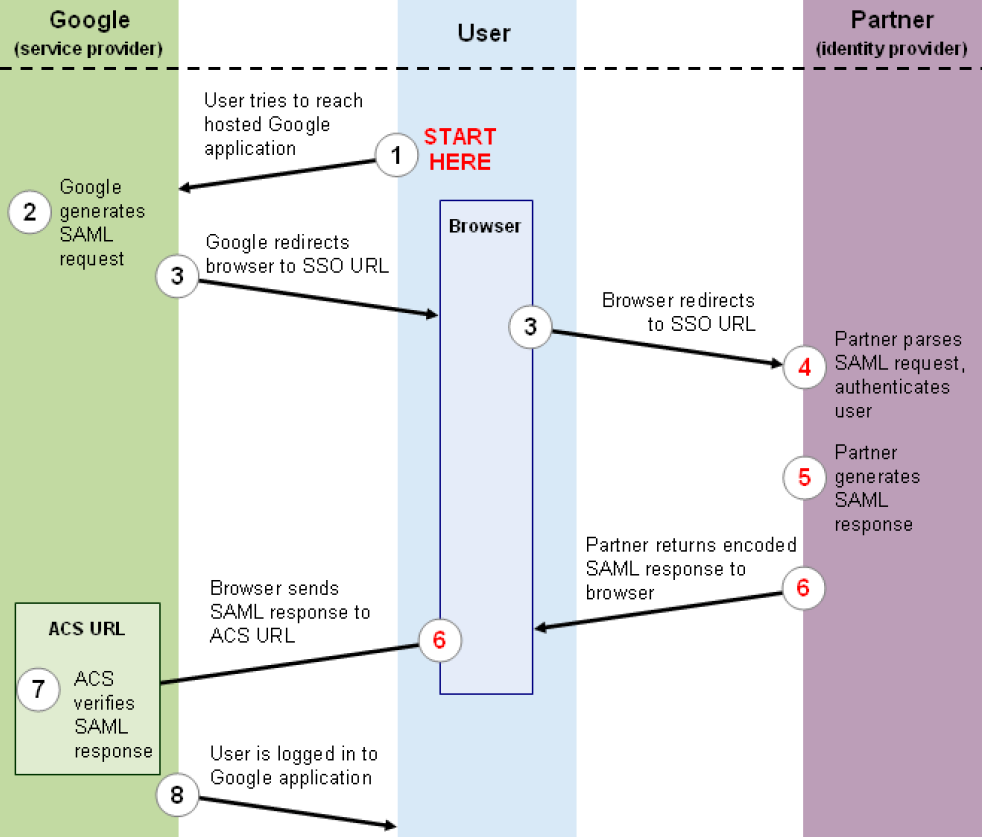 Google
(service provider)
User
Partner
(identity provider)
User tries to reach
hosted Google
application
1
START
HERE
2
Google
generates
SAML
request
Browser
3
Google redirects
browser to SSO URL
3
Browser redirects
to SSO URL
4
Partner parses
SAML request,
authenticates
user
5
Partner
generates
SAML
response
Partner returns encoded
SAML response to
browser
6
Browser sends
SAML response to
ACS URL
6
ACS URL
7
ACS
verifies
SAML
response
User is logged in to
Google application
8